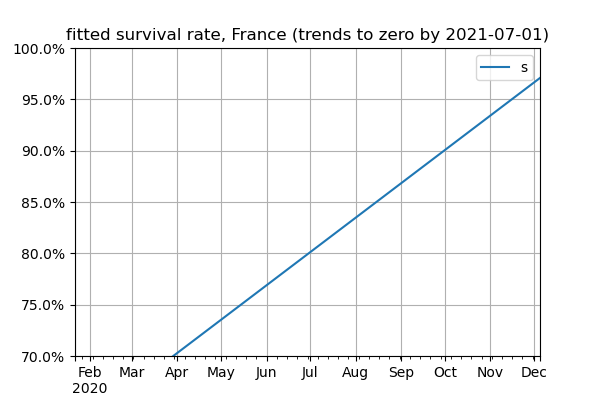 fitted survival rate, France (trends to zero by 2021-07-01)
100.0%
95.0%
90.0%
85.0%
80.0%
75.0%
70.0%
s
Feb Mar Apr May Jun Jul Aug Sep Oct Nov Dec
2020